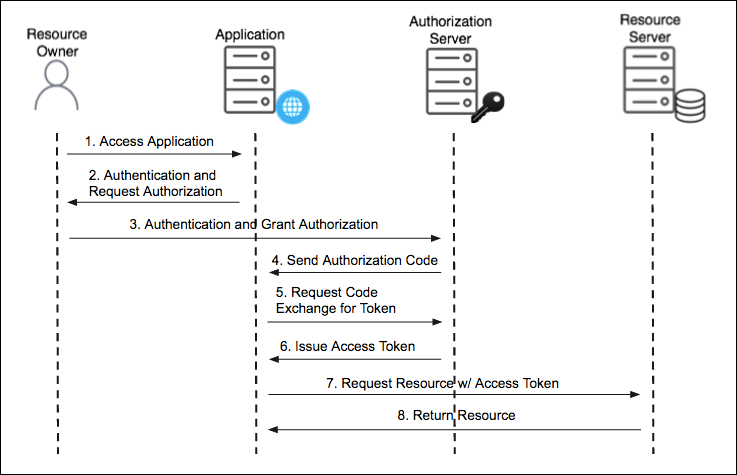 Resource
Owner
Application
Authorization
Server
Resource
Server
1. Access Application
2. Authentication and
Request Authorization
3. Authentication and Grant Authorization
4. Send Authorization Code
5. Request Code
Exchange for Token
6. Issue Access Token
7. Request Resource w/ Access Token
8. Return Resource